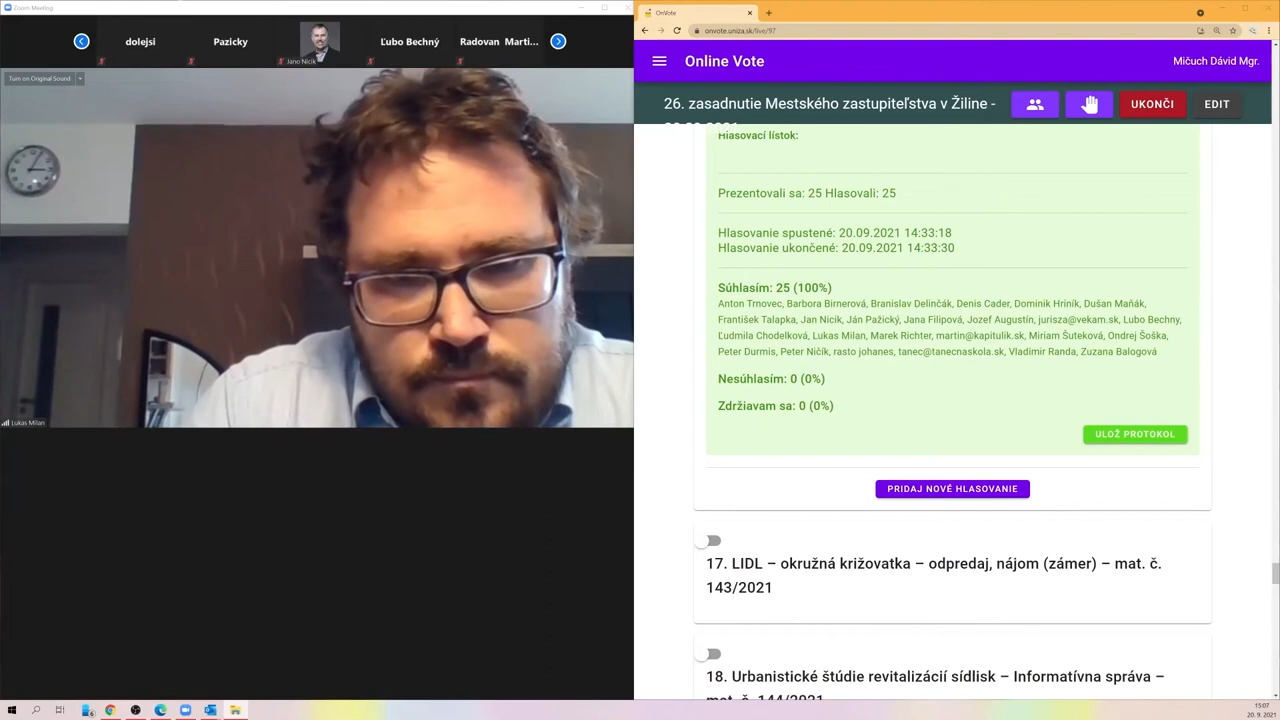 Zoom Meeting
dolejsi
Pazicky
Jano Nicik
Ľubo Bechný
Radovan Marti...
Turn on Original Sound
Lukas Milan
OnVote
onvote.uniza.sk/live/97
Online Vote
Mičuch Dávid Mgr.
26. zasadnutie Mestského zastupiteľstva v Žiline -
UKONČI
EDIT
Hlasovací lístok:
Prezentovali sa: 25 Hlasovali: 25
Hlasovanie spustené: 20.09.2021 14:33:18
Hlasovanie ukončené: 20.09.2021 14:33:30
Súhlasím: 25 (100%)
Anton Trnovec, Barbora Birnerová, Branislav Delinčák, Denis Cader, Dominik Hriník, Dušan Maňák,
František Talapka, Jan Nicik, Ján Pažický, Jana Filipová, Jozef Augustín, jurisza@vekam.sk, Lubo Bechny,
Ľudmila Chodelková, Lukas Milan, Marek Richter, martin@kapitulik.sk, Miriam Šuteková, Ondrej Šoška,
Peter Durmis, Peter Ničík, rasto johanes, tanec@tanecnaskola.sk, Vladimir Randa, Zuzana Balogová
Nesúhlasím: 0 (0%)
Zdržiavam sa: 0 (0%)
ULOŽ PROTOKOL
PRIDAJ NOVÉ HLASOVANIE
17. LIDL – okružná križovatka – odpredaj, nájom (zámer) – mat. č.
143/2021
18. Urbanistické štúdie revitalizácií sídlisk – Informatívna správa –
mat. č. 144/2021
15:07
20. 9. 2021